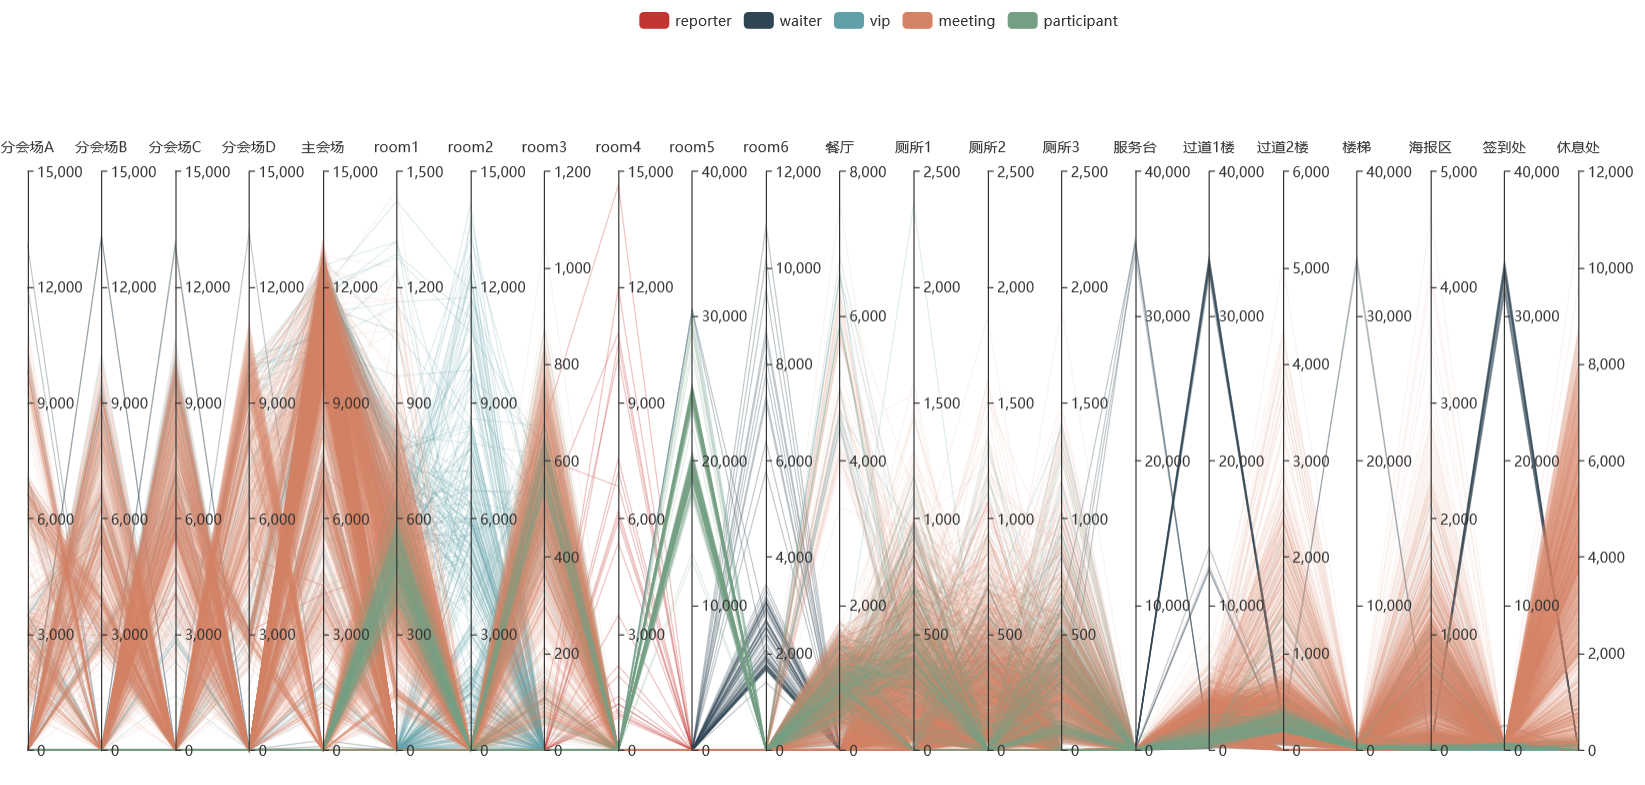 reporter waiter vip meeting participant
分会场A 分会场B 分会场C 分会场D 主会场 room1 room2 room3 room4 room5 room6 餐厅 厕所1 厕所2 厕所3 服务台 过道1楼 过道2楼 楼梯 海报区 签到处 休息处
15,000 15,000 15,000 15,000 15,000 1,500 15,000 1,200 15,000 40,000 12,000 8,000 2,500 2,500 2,500 40,000 40,000 6,000 40,000 5,000 40,000 12,000
1,000 10,000 5,000 10,000
12,000 12,000 12,000 12,000 12,000 1,200 12,000 12,000 2,000 2,000 2,000 4,000
30,000 6,000 30,000 30,000 30,000 30,000
800 8,000 4,000 8,000
9,000 9,000 9,000 9,000 9,000 900 9,000 9,000 1,500 1,500 1,500 3,000
600 20,000 6,000 4,000 20,000 20,000 3,000 20,000 20,000 6,000
6,000 6,000 6,000 6,000 6,000 600 6,000 6,000 1,000 1,000 1,000 2,000
400 4,000 2,000 4,000
10,000 2,000 10,000 10,000 10,000 10,000
3,000 3,000 3,000 3,000 3,000 300 3,000 3,000 500 500 500 1,000
200 2,000 1,000 2,000
0 0 0 0 0 0 0 0 0 0 0 0 0 0 0 0 0 0 0 0 0 0